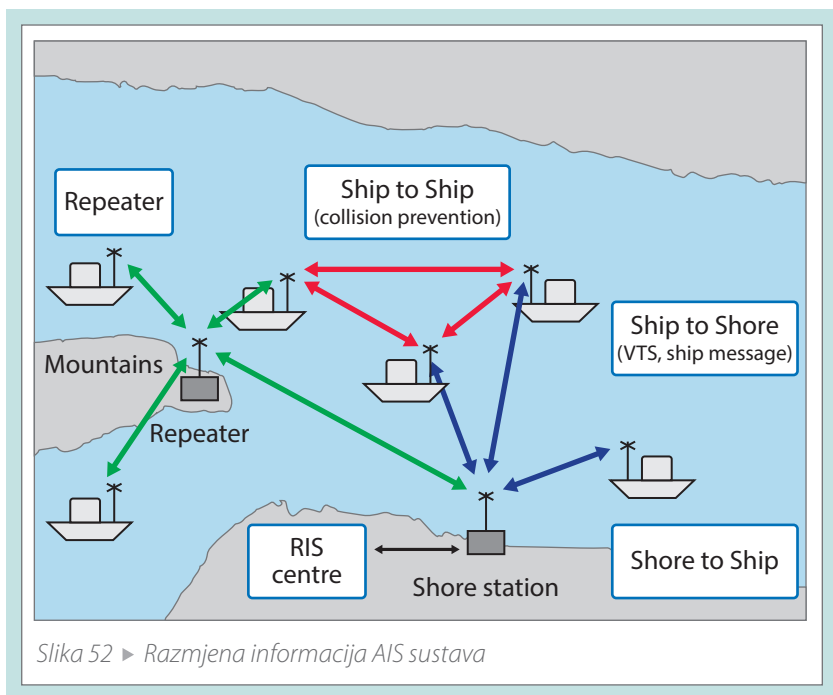 Repeater
Ship to Ship
(collision prevention)
Ship to Shore
(VTS, ship message)
Mountains
Repeater
RIS
centre
Shore station
Shore to Ship
Slika 52 ▸ Razmjena informacija AIS sustava